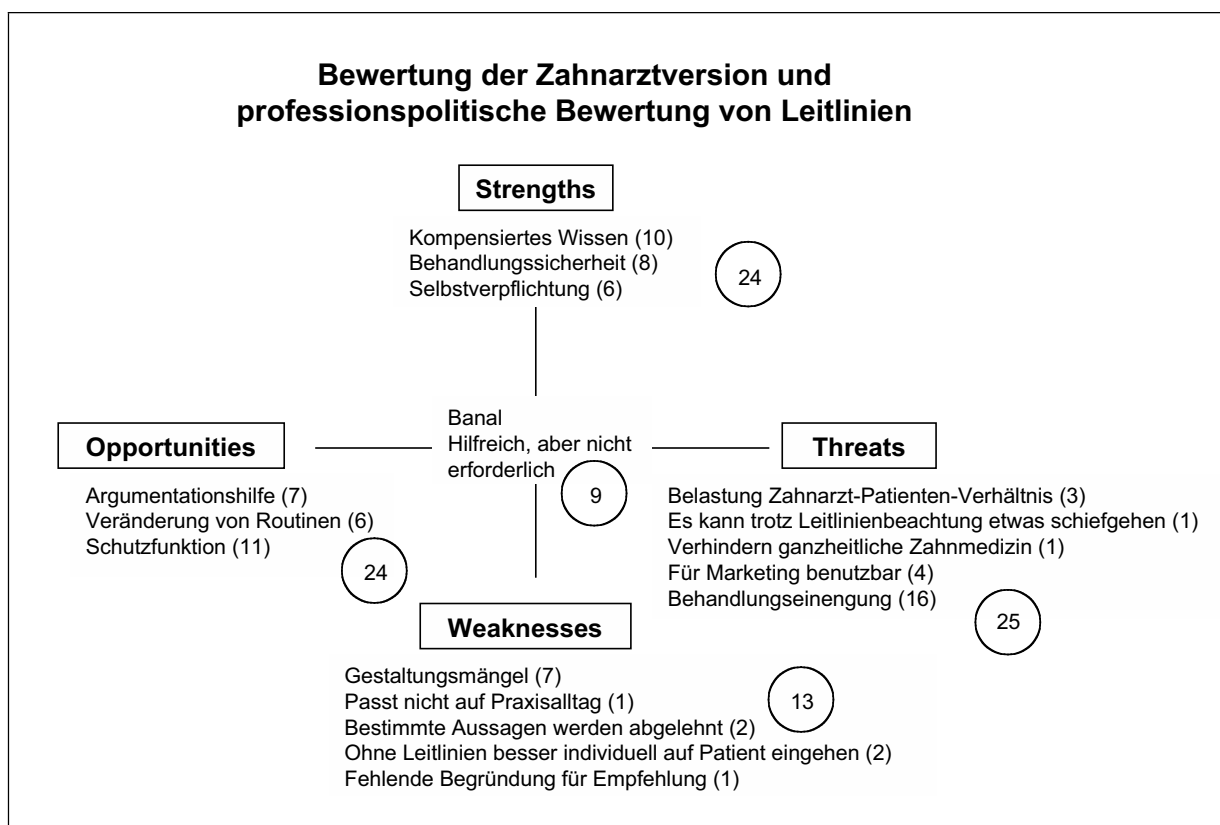 Bewertung der Zahnarztversion und
professionspolitische Bewertung von Leitlinien
Strengths
Kompensiertes Wissen (10)
Behandlungssicherheit (8)
Selbstverpflichtung (6)
24
Banal
Hilfreich, aber nicht
erforderlich
9
Opportunities
Argumentationshilfe (7)
Veränderung von Routinen (6)
Schutzfunktion (11)
24
Threats
Belastung Zahnarzt-Patienten-Verhältnis (3)
Es kann trotz Leitlinienbeachtung etwas schiefgehen (1)
Verhindern ganzheitliche Zahnmedizin (1)
Für Marketing benutzbar (4)
Behandlungseinengung (16)
25
Weaknesses
Gestaltungsmängel (7)
Passt nicht auf Praxisalltag (1)
Bestimmte Aussagen werden abgelehnt (2)
Ohne Leitlinien besser individuell auf Patient eingehen (2)
Fehlende Begründung für Empfehlung (1)
13